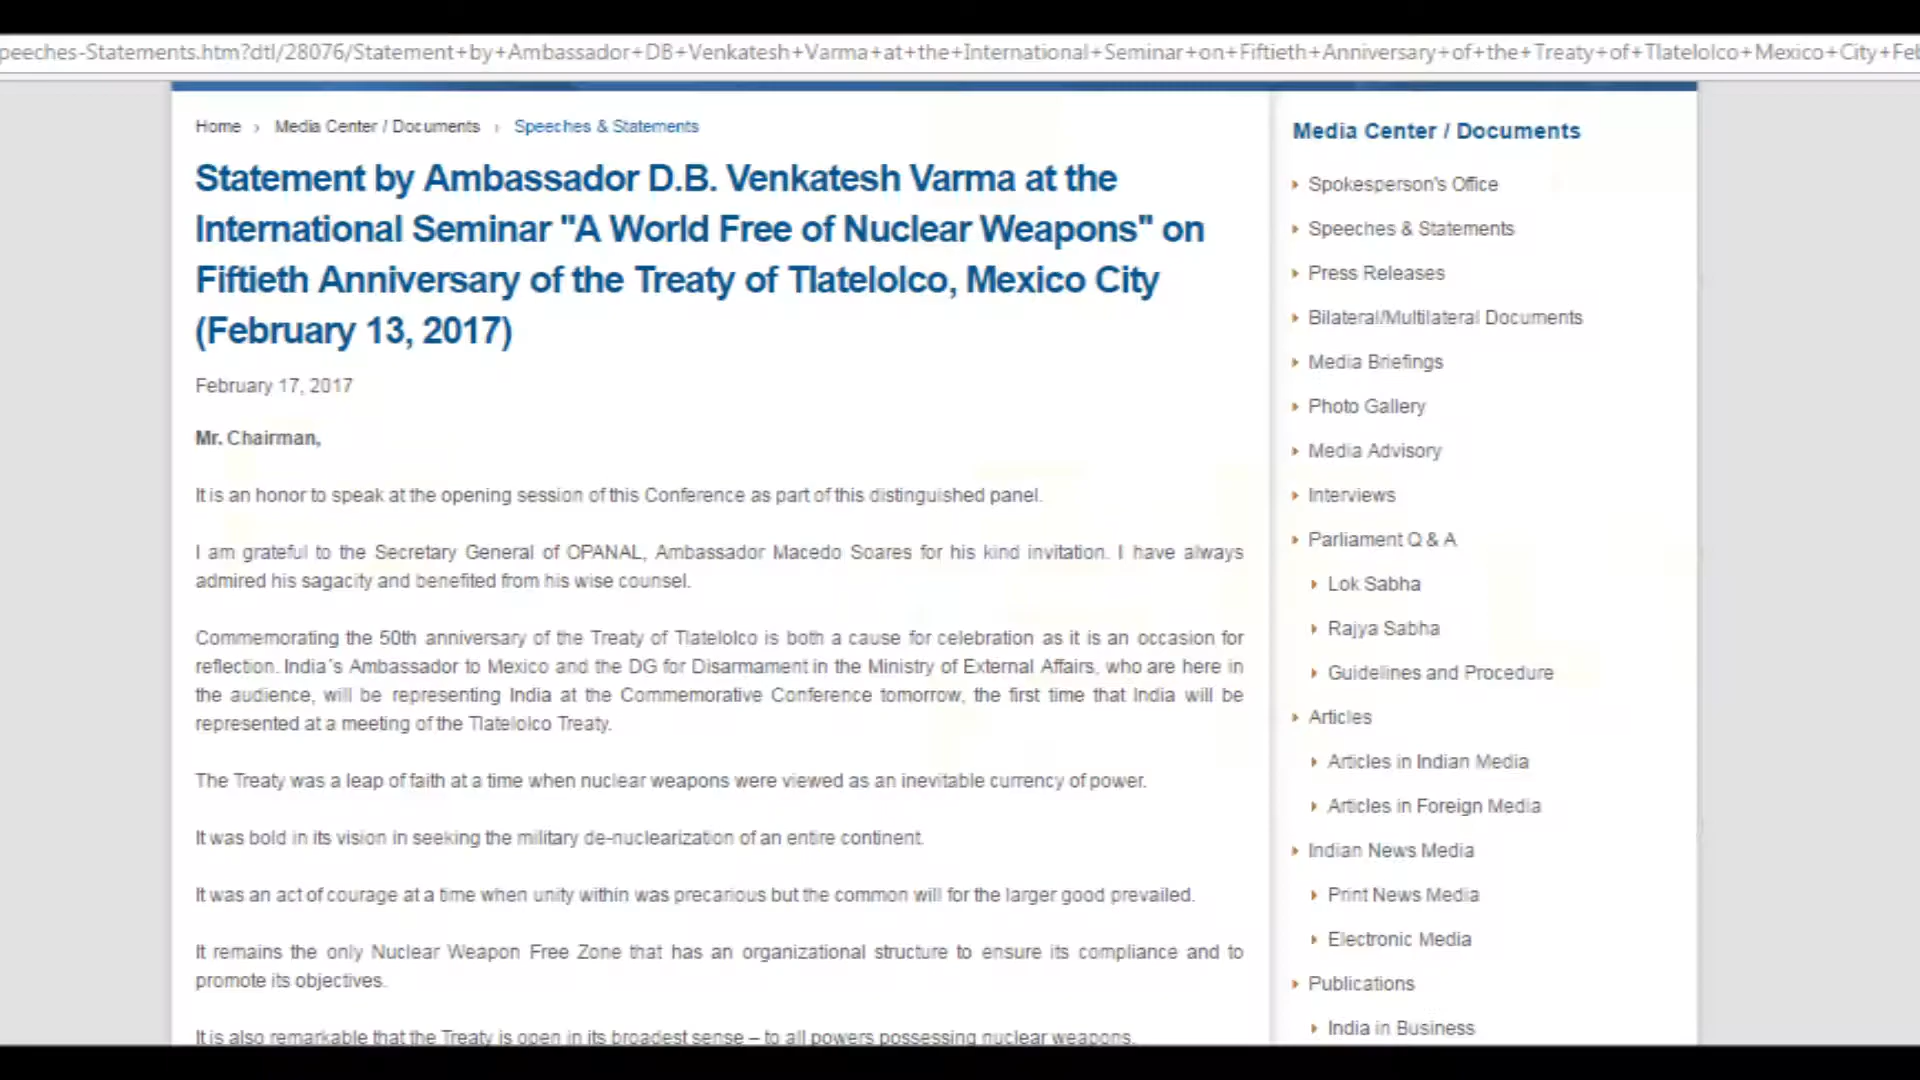 peeches-Statements.htm?dtl/28076/Statement+by+Ambassador+DB+Venkatesh+Varma+at+the+International+Seminar+on+Fiftieth+Anniversary+of+the+Treaty+of+Tlatelolco+Mexico+City+Feb
Home › Media Center / Documents › Speeches & Statements
Statement by Ambassador D.B. Venkatesh Varma at the
International Seminar "A World Free of Nuclear Weapons" on
Fiftieth Anniversary of the Treaty of Tlatelolco, Mexico City
(February 13, 2017)
February 17, 2017
Mr. Chairman,
It is an honor to speak at the opening session of this Conference as part of this distinguished panel.
I am grateful to the Secretary General of OPANAL, Ambassador Macedo Soares for his kind invitation. I have always
admired his sagacity and benefited from his wise counsel.
Commemorating the 50th anniversary of the Treaty of Tlatelolco is both a cause for celebration as it is an occasion for
reflection. India´s Ambassador to Mexico and the DG for Disarmament in the Ministry of External Affairs, who are here in
the audience, will be representing India at the Commemorative Conference tomorrow, the first time that India will be
represented at a meeting of the Tlatelolco Treaty.
The Treaty was a leap of faith at a time when nuclear weapons were viewed as an inevitable currency of power.
It was bold in its vision in seeking the military de-nuclearization of an entire continent.
It was an act of courage at a time when unity within was precarious but the common will for the larger good prevailed.
It remains the only Nuclear Weapon Free Zone that has an organizational structure to ensure its compliance and to
promote its objectives.
It is also remarkable that the Treaty is open in its broadest sense – to all powers possessing nuclear weapons.
Media Center / Documents
Spokesperson's Office
Speeches & Statements
Press Releases
Bilateral/Multilateral Documents
Media Briefings
Photo Gallery
Media Advisory
Interviews
Parliament Q & A
Lok Sabha
Rajya Sabha
Guidelines and Procedure
Articles
Articles in Indian Media
Articles in Foreign Media
Indian News Media
Print News Media
Electronic Media
Publications
India in Business